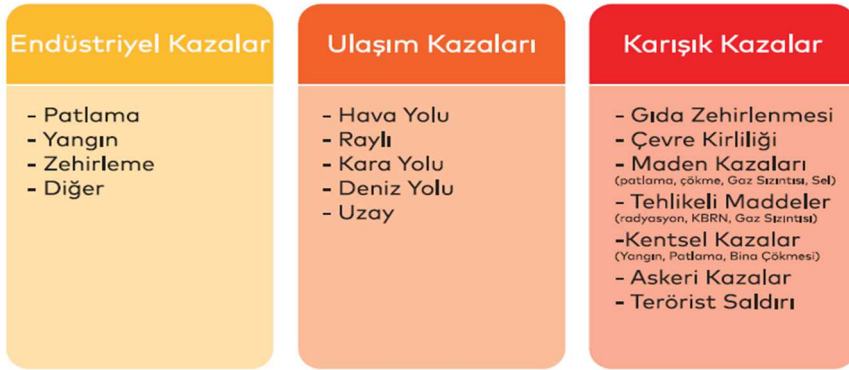 Endüstriyel Kazalar
- Patlama
- Yangın
- Zehirleme
- Diğer
Ulaşım Kazaları
- Hava Yolu
- Raylı
- Kara Yolu
- Deniz Yolu
- Uzay
Karışık Kazalar
- Gıda Zehirlenmesi
- Çevre Kirliliği
- Maden Kazaları
(patlama, çökme, Gaz Sızıntısı, Sel)
- Tehlikeli Maddeler
(radyasyon, KBRN, Gaz Sızıntısı)
-Kentsel Kazalar
(Yangın, Patlama, Bina Çökmesi)
- Askeri Kazalar
- Terörist Saldırı